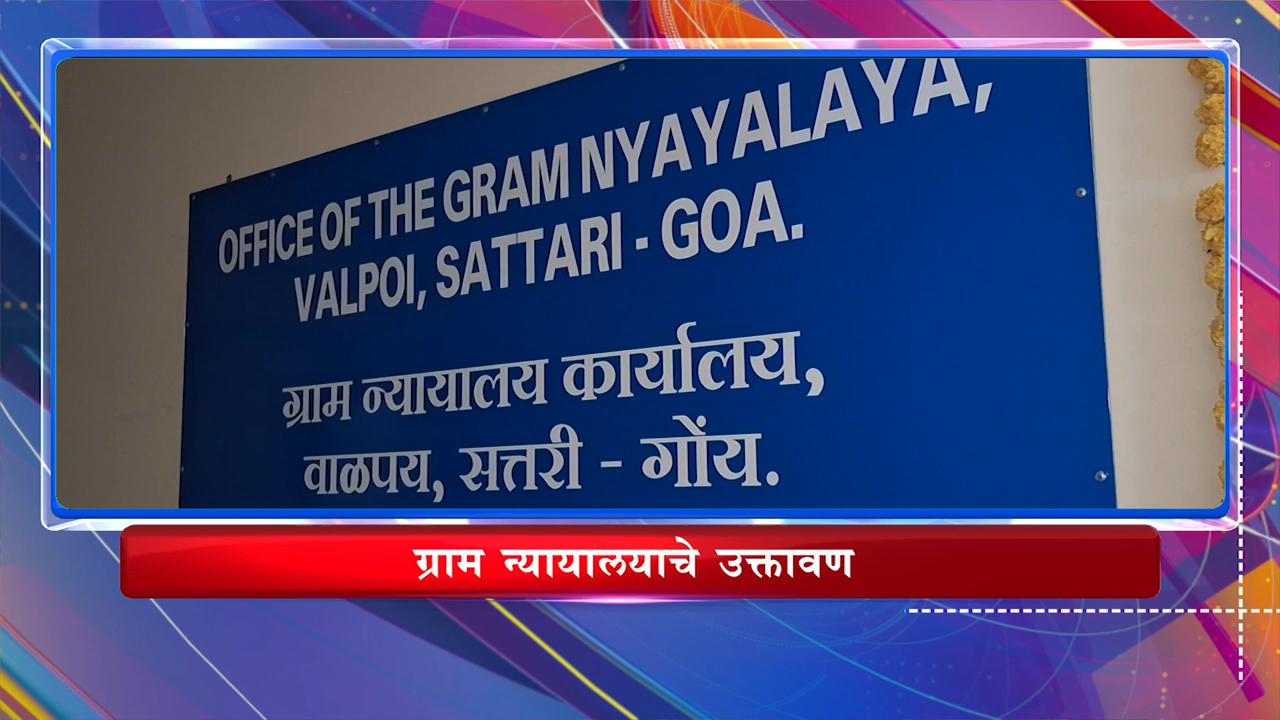 OFFICE OF THE GRAM NYAYALAYA,
VALPOI, SATTARI - GOA.
ग्राम न्यायालय कार्यालय,
वाळपय, सत्तरी - गोंय.
ग्राम न्यायालयाचे उक्तावण